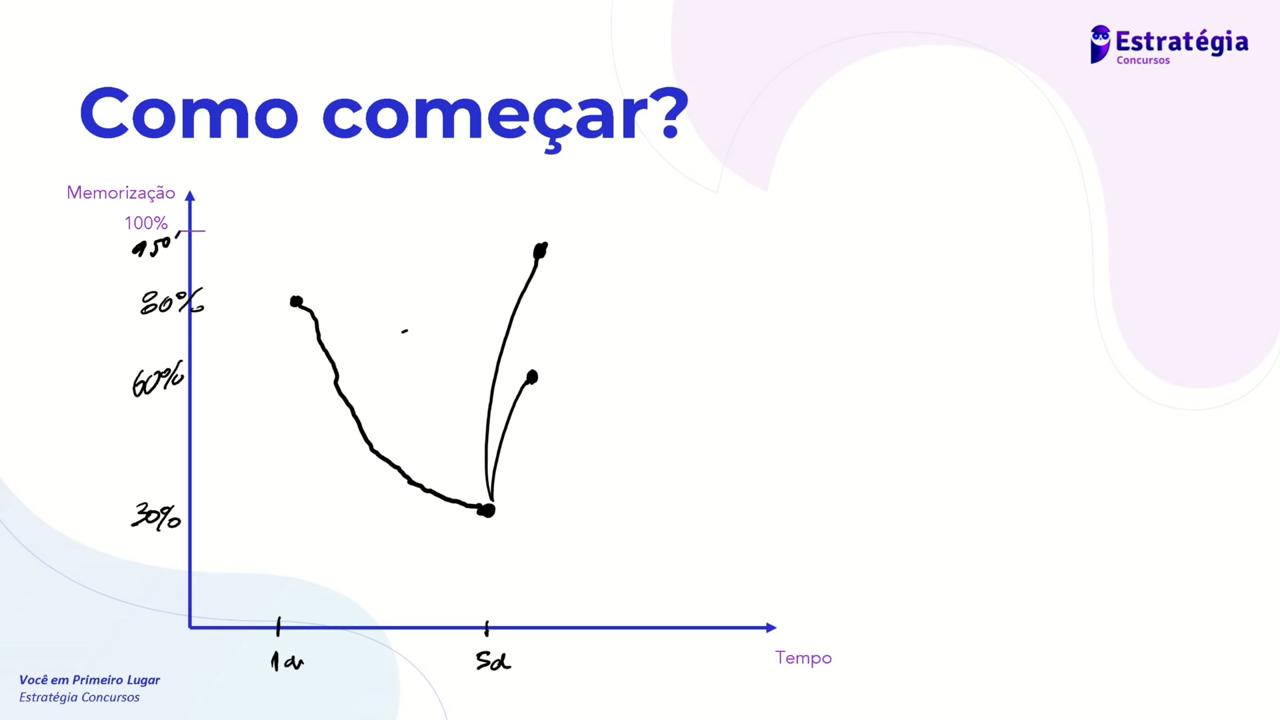 Estratégia
Concursos
Como começar?
Memorização
100%
80%
60%
30%
1d
5d
Tempo
Você em Primeiro Lugar
Estratégia Concursos